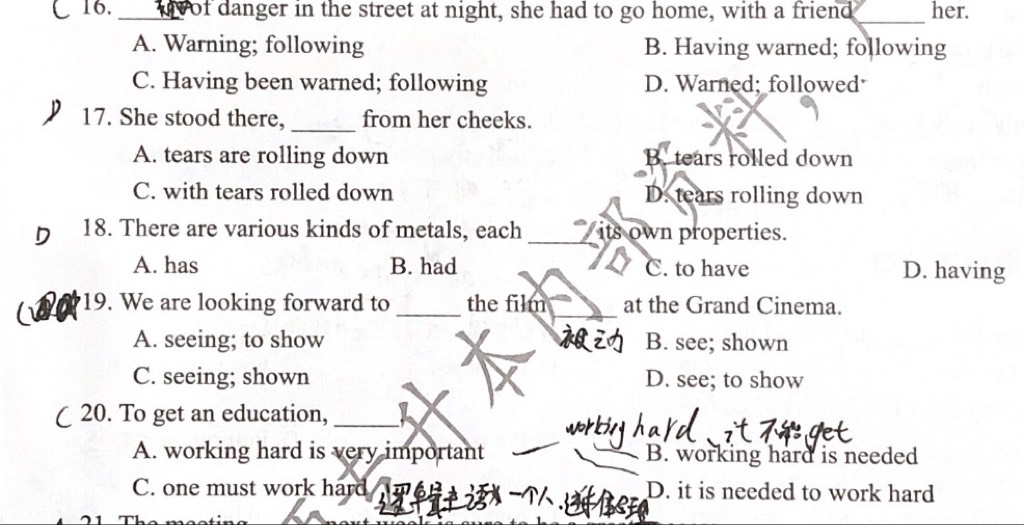 C 16. ______ of danger in the street at night, she had to go home, with a friend ______ her.
A. Warning; following B. Having warned; following
C. Having been warned; following D. Warned; followed
D 17. She stood there, ______ from her cheeks.
A. tears are rolling down B. tears rolled down
C. with tears rolled down D. tears rolling down
D 18. There are various kinds of metals, each ______ its own properties.
A. has B. had C. to have D. having
C 19. We are looking forward to ______ the film ______ at the Grand Cinema.
A. seeing; to show 被动 B. see; shown
C. seeing; shown D. see; to show
C 20. To get an education, ______.
working hard、it 不能 get
A. working hard is very important B. working hard is needed
C. one must work hard 逻辑主语 一个人 D. it is needed to work hard
21. The meeting next week is sure to be a